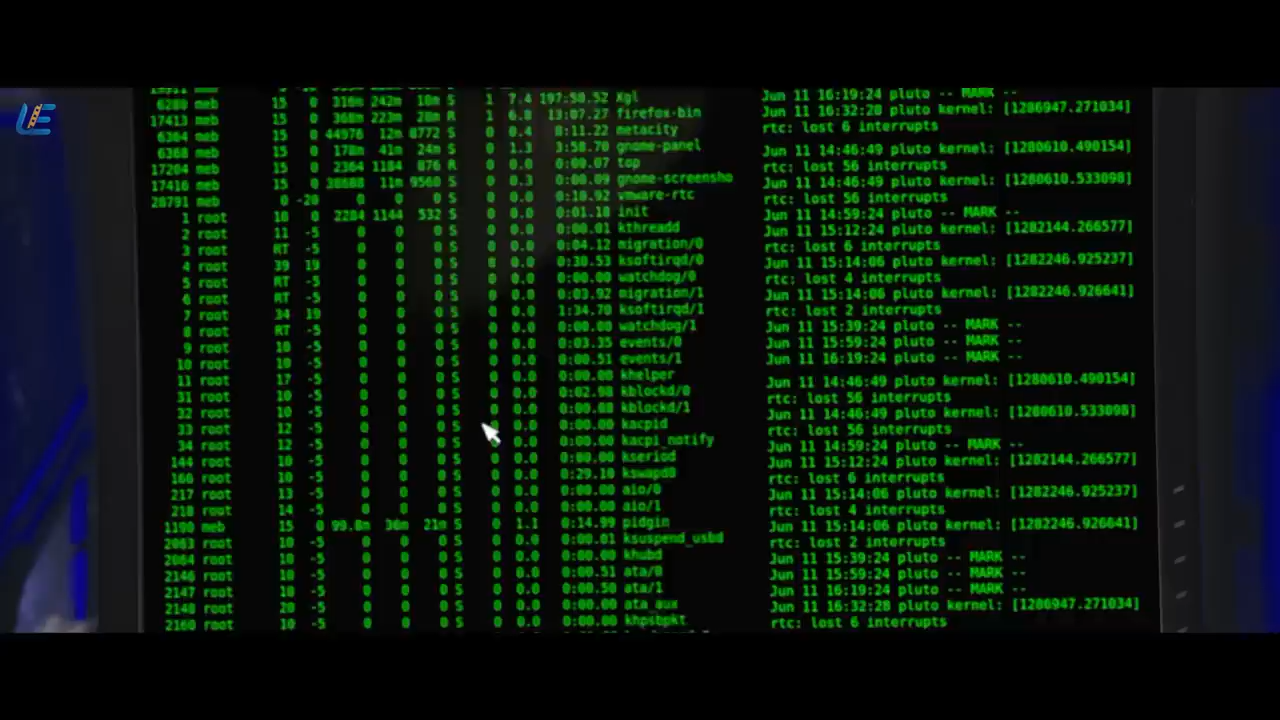 6280 meb 15 0 316m 242m 18m S 1 7.4 197:50.52 Xgl
17413 meb 15 0 368m 223m 28m R 1 6.8 13:07.27 firefox-bin
6364 meb 15 0 44976 12m 8772 S 0 0.4 0:11.22 metacity
6368 meb 15 0 178m 41m 24m S 0 1.3 3:58.70 gnome-panel
17204 meb 15 0 2364 1184 876 R 0 0.0 0:00.07 top
17416 meb 15 0 38688 11m 9560 S 0 0.3 0:00.09 gnome-screensho
28791 meb 0 -20 0 0 0 S 0 0.0 0:10.92 vmware-rtc
1 root 18 0 2284 1144 532 S 0 0.0 0:01.18 init
2 root 11 -5 0 0 0 S 0 0.0 0:00.01 kthreadd
3 root RT -5 0 0 0 S 0 0.0 0:04.12 migration/0
4 root 39 19 0 0 0 S 0 0.0 0:30.53 ksoftirqd/0
5 root RT -5 0 0 0 S 0 0.0 0:00.00 watchdog/0
6 root RT -5 0 0 0 S 0 0.0 0:03.92 migration/1
7 root 34 19 0 0 0 S 0 0.0 1:34.70 ksoftirqd/1
8 root RT -5 0 0 0 S 0 0.0 0:00.00 watchdog/1
9 root 10 -5 0 0 0 S 0 0.0 0:03.35 events/0
10 root 10 -5 0 0 0 S 0 0.0 0:00.51 events/1
11 root 17 -5 0 0 0 S 0 0.0 0:00.00 khelper
31 root 10 -5 0 0 0 S 0 0.0 0:02.98 kblockd/0
32 root 10 -5 0 0 0 S 0 0.0 0:00.08 kblockd/1
33 root 12 -5 0 0 0 S 0 0.0 0:00.00 kacpid
34 root 12 -5 0 0 0 S 0 0.0 0:00.00 kacpi_notify
144 root 10 -5 0 0 0 S 0 0.0 0:00.00 kseriod
166 root 10 -5 0 0 0 S 0 0.0 0:29.10 kswapd0
217 root 13 -5 0 0 0 S 0 0.0 0:00.00 aio/0
218 root 14 -5 0 0 0 S 0 0.0 0:00.00 aio/1
1190 meb 15 0 99.8m 36m 21m S 0 1.1 0:14.99 pidgin
2063 root 10 -5 0 0 0 S 0 0.0 0:00.01 ksuspend_usbd
2064 root 10 -5 0 0 0 S 0 0.0 0:00.00 khubd
2146 root 10 -5 0 0 0 S 0 0.0 0:00.51 ata/0
2147 root 10 -5 0 0 0 S 0 0.0 0:00.50 ata/1
2148 root 20 -5 0 0 0 S 0 0.0 0:00.00 ata_aux
2160 root 10 -5 0 0 0 S 0 0.0 0:00.00 khpsbpkt
Jun 11 16:19:24 pluto -- MARK --
Jun 11 16:32:28 pluto kernel: [1286947.271034]
rtc: lost 6 interrupts
Jun 11 14:46:49 pluto kernel: [1280610.490154]
rtc: lost 56 interrupts
Jun 11 14:46:49 pluto kernel: [1280610.533098]
rtc: lost 56 interrupts
Jun 11 14:59:24 pluto -- MARK --
Jun 11 15:12:24 pluto kernel: [1282144.266577]
rtc: lost 6 interrupts
Jun 11 15:14:06 pluto kernel: [1282246.925237]
rtc: lost 4 interrupts
Jun 11 15:14:06 pluto kernel: [1282246.926641]
rtc: lost 2 interrupts
Jun 11 15:39:24 pluto -- MARK --
Jun 11 15:59:24 pluto -- MARK --
Jun 11 16:19:24 pluto -- MARK --
Jun 11 14:46:49 pluto kernel: [1280610.490154]
rtc: lost 56 interrupts
Jun 11 14:46:49 pluto kernel: [1280610.533098]
rtc: lost 56 interrupts
Jun 11 14:59:24 pluto -- MARK --
Jun 11 15:12:24 pluto kernel: [1282144.266577]
rtc: lost 6 interrupts
Jun 11 15:14:06 pluto kernel: [1282246.925237]
rtc: lost 4 interrupts
Jun 11 15:14:06 pluto kernel: [1282246.926641]
rtc: lost 2 interrupts
Jun 11 15:39:24 pluto -- MARK --
Jun 11 15:59:24 pluto -- MARK --
Jun 11 16:19:24 pluto -- MARK --
Jun 11 16:32:28 pluto kernel: [1286947.271034]
rtc: lost 6 interrupts